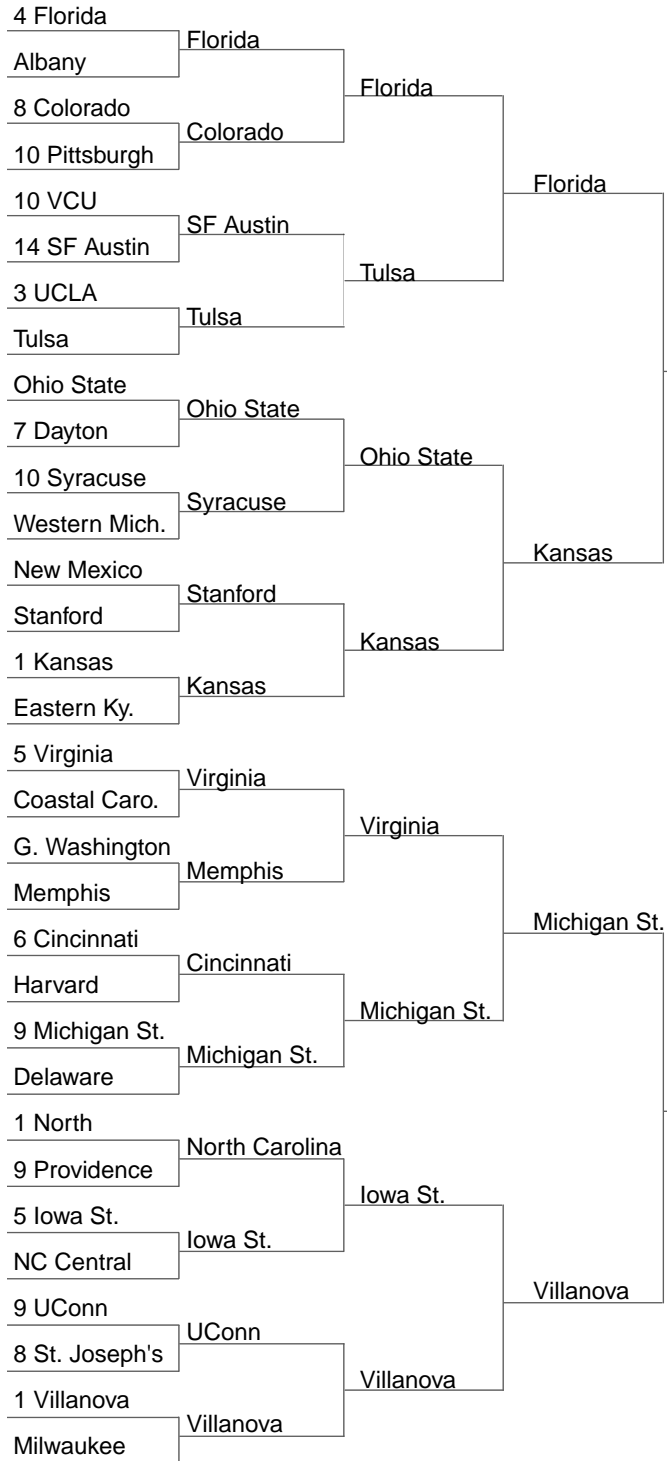 4 Florida
Albany
8 Colorado
10 Pittsburgh
10 VCU
14 SF Austin
3 UCLA
Tulsa
Ohio State
7 Dayton
10 Syracuse
Western Mich.
New Mexico
Stanford
1 Kansas
Eastern Ky.
5 Virginia
Coastal Caro.
G. Washington
Memphis
6 Cincinnati
Harvard
9 Michigan St.
Delaware
1 North
9 Providence
5 Iowa St.
NC Central
9 UConn
8 St. Joseph's
1 Villanova
Milwaukee
Florida
Colorado
SF Austin
Tulsa
Ohio State
Syracuse
Stanford
Kansas
Virginia
Memphis
Cincinnati
Michigan St.
North Carolina
Iowa St.
UConn
Villanova
Florida
Tulsa
Ohio State
Kansas
Virginia
Michigan St.
Iowa St.
Villanova
Florida
Kansas
Michigan St.
Villanova